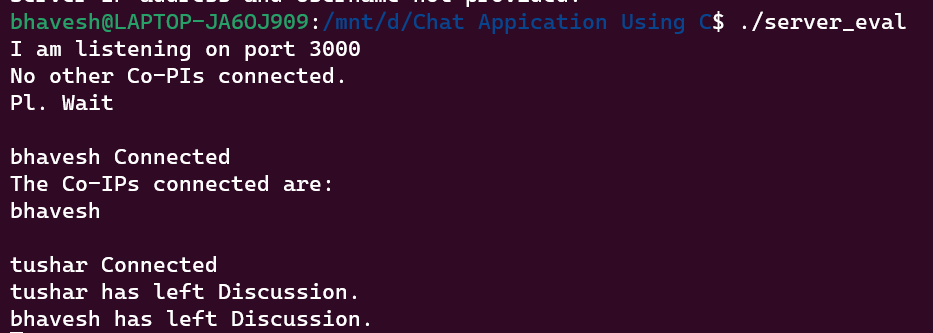 bhavesh@LAPTOP-JA6OJ909:/mnt/d/Chat Appication Using C$ ./server_eval
I am listening on port 3000
No other Co-PIs connected.
Pl. Wait
bhavesh Connected
The Co-IPs connected are:
bhavesh
tushar Connected
tushar has left Discussion.
bhavesh has left Discussion.